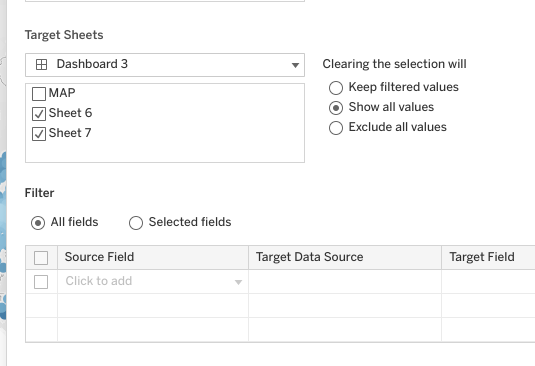 Target Sheets
Dashboard 3
MAP
Sheet 6
Sheet 7
Clearing the selection will
Keep filtered values
Show all values
Exclude all values
Filter
All fields
Selected fields
Source Field
Target Data Source
Target Field
Click to add